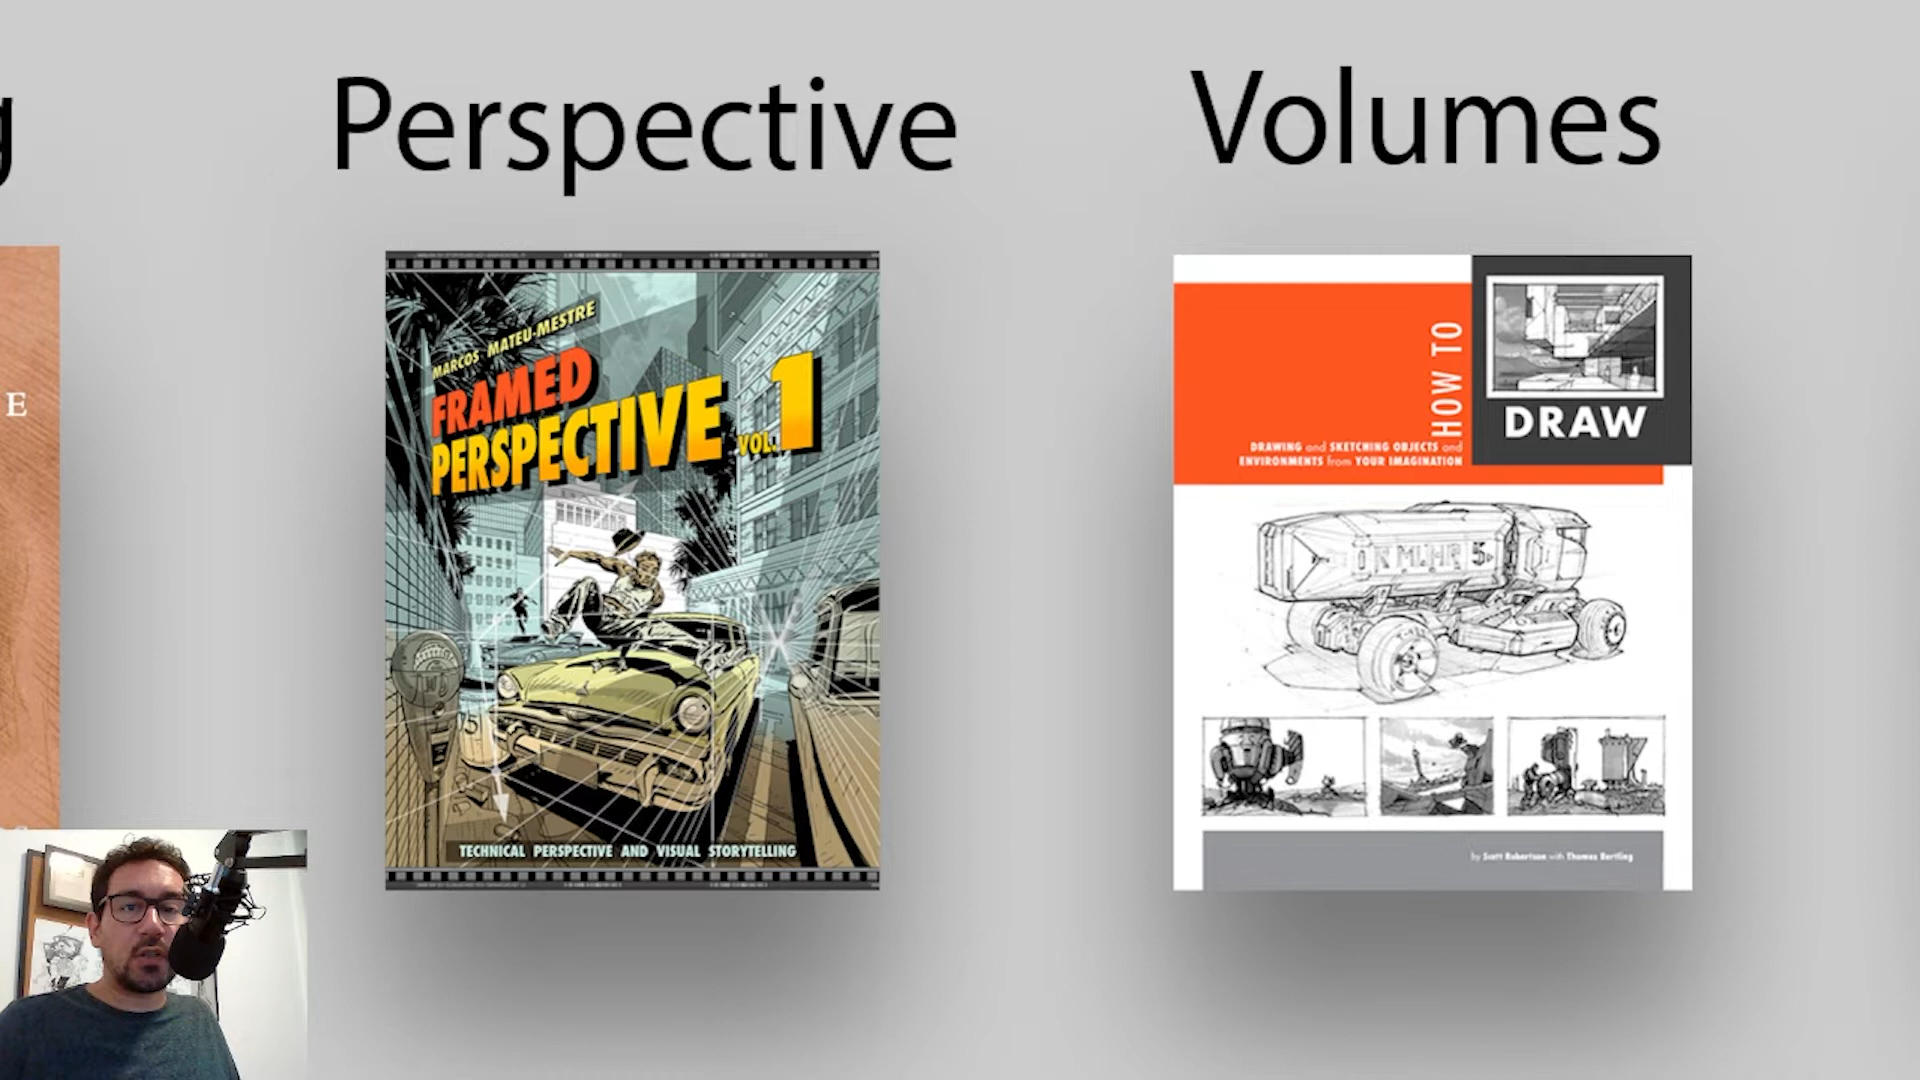 g
Perspective
Volumes
E
MARCOS MATEU-MESTRE
FRAMED
PERSPECTIVE VOL. 1
TECHNICAL PERSPECTIVE AND VISUAL STORYTELLING
HOW TO
DRAW
DRAWING and SKETCHING OBJECTS and
ENVIRONMENTS from YOUR IMAGINATION
by Scott Robertson with Thomas Bertling